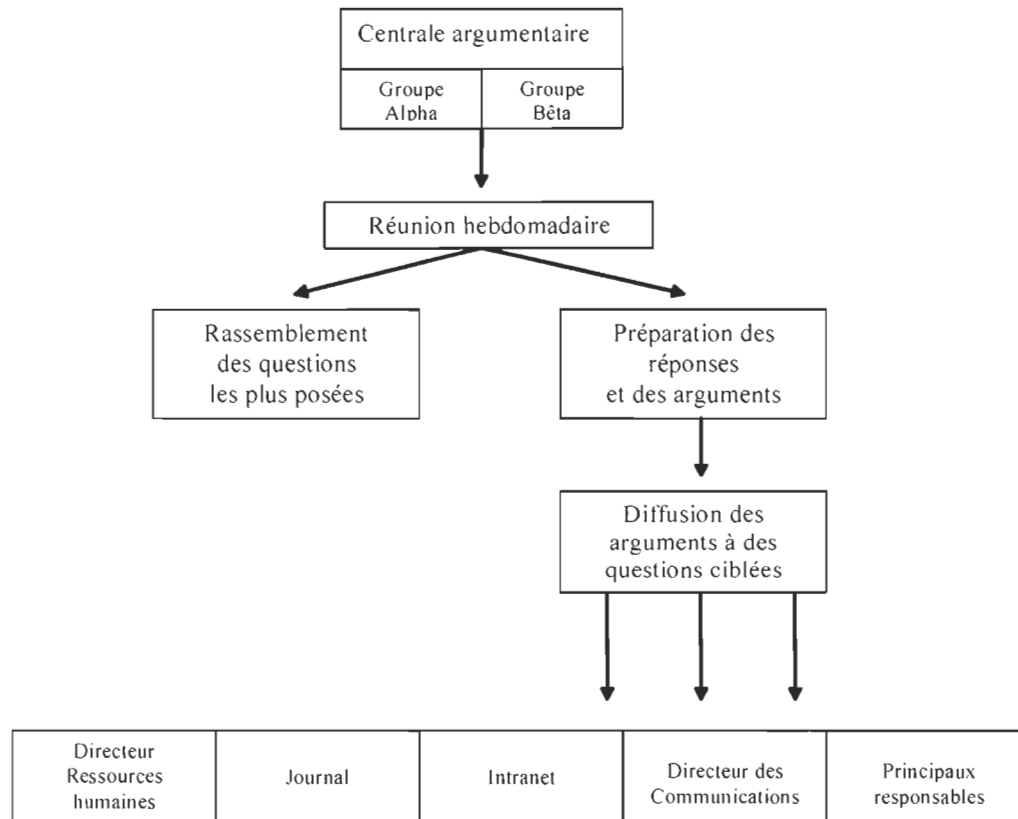 Centrale argumentaire
Groupe
Alpha
Groupe
Bêta
Réunion hebdomadaire
Rassemblement
des questions
les plus posées
Préparation des
réponses
et des arguments
Diffusion des
arguments à des
questions ciblées
Directeur
Ressources
humaines
Journal
Intranet
Directeur des
Communications
Principaux
responsables